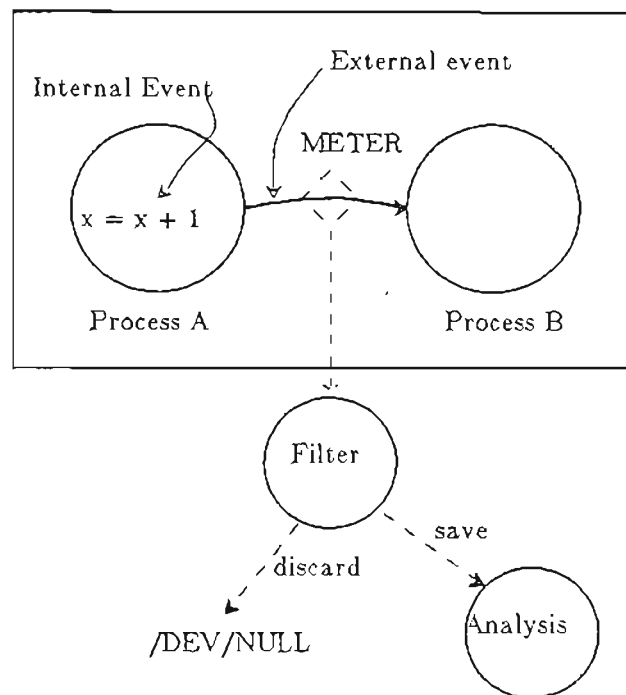 External event
Internal Event
METER
x = x + 1
Process A
Process B
Filter
save
discard
/DEV/NULL
Analysis